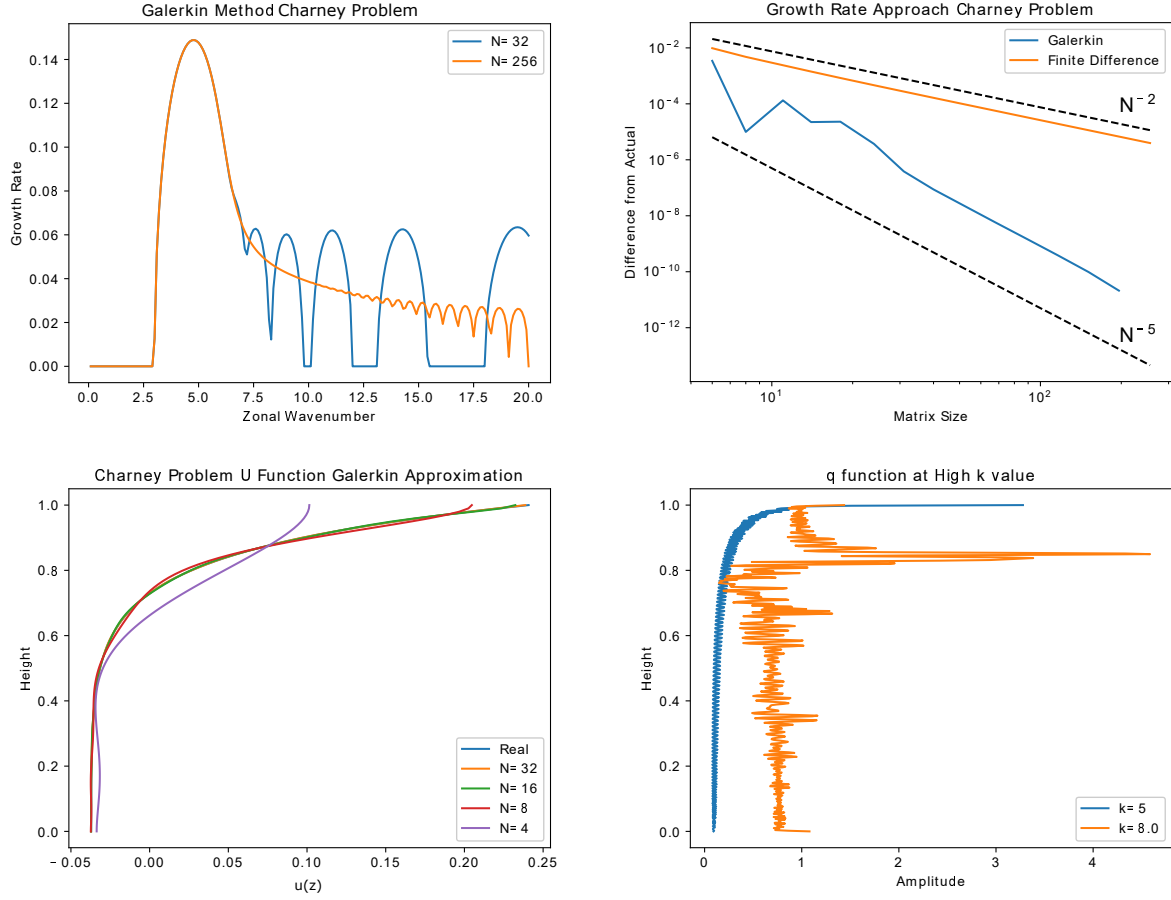 Galerkin Method Charney Problem
N= 32
N= 256
0.14
0.12
0.10
0.08
0.06
0.04
0.02
0.00
Growth Rate
0.0 2.5 5.0 7.5 10.0 12.5 15.0 17.5 20.0
Zonal Wavenumber
Growth Rate Approach Charney Problem
Galerkin
Finite Difference
10⁻²
10⁻⁴
10⁻⁶
10⁻⁸
10⁻¹⁰
10⁻¹²
N⁻²
N⁻⁵
Difference from Actual
10¹ 10²
Matrix Size
Charney Problem U Function Galerkin Approximation
1.0
0.8
0.6
0.4
0.2
0.0
Height
Real
N= 32
N= 16
N= 8
N= 4
−0.05 0.00 0.05 0.10 0.15 0.20 0.25
u(z)
q function at High k value
1.0
0.8
0.6
0.4
0.2
0.0
Height
k= 5
k= 8.0
0 1 2 3 4
Amplitude